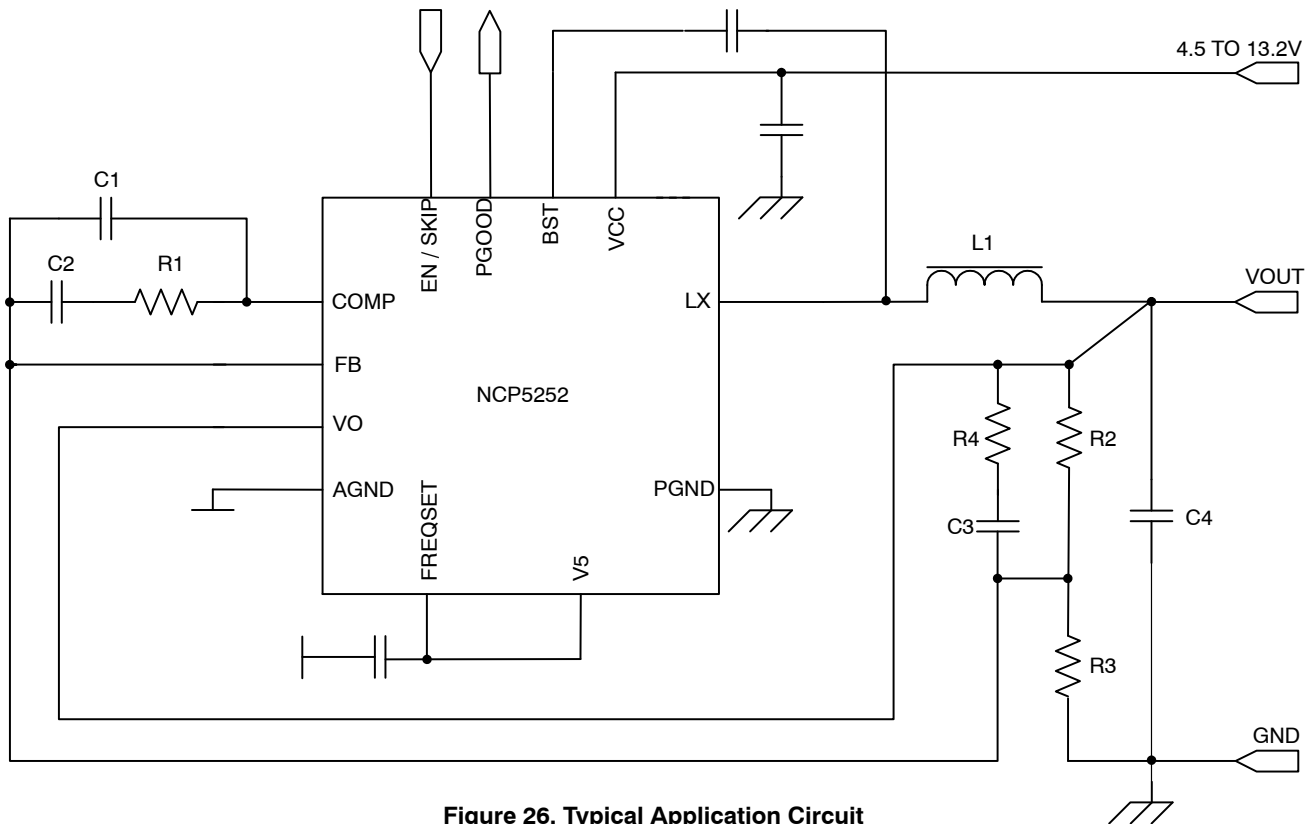 4.5 TO 13.2V
C1
EN / SKIP
PGOOD
BST
VCC
L1
C2
R1
COMP
LX
VOUT
FB
NCP5252
VO
R4
R2
AGND
FREQSET
PGND
V5
C3
C4
R3
GND
Figure 26. Typical Application Circuit